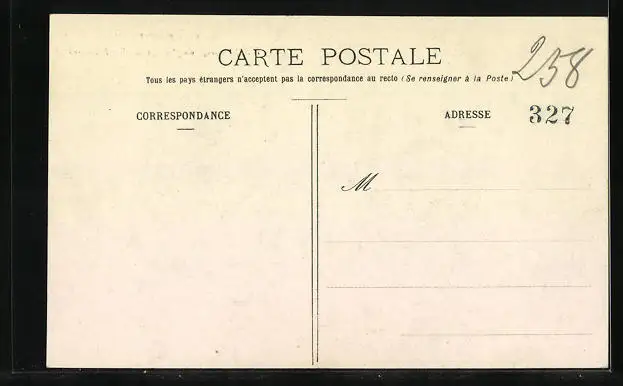 CARTE POSTALE
258
Tous les pays étrangers n'acceptent pas la correspondance au recto (Se renseigner à la Poste)
CORRESPONDANCE
ADRESSE
327
M